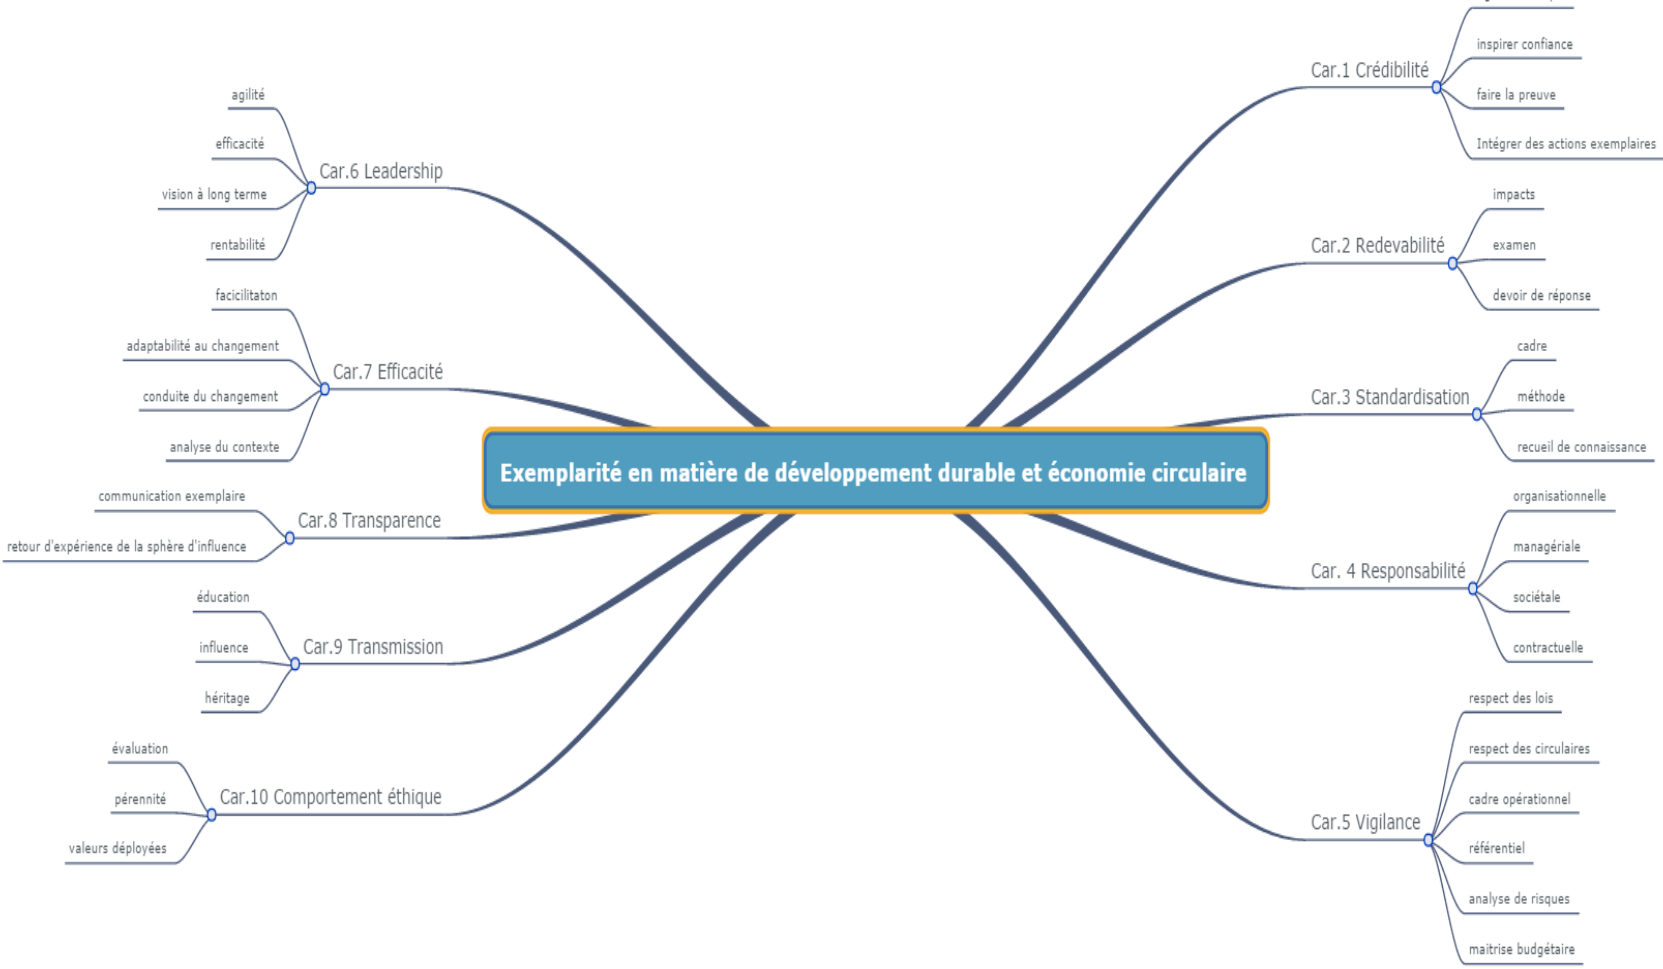 Exemplarité en matière de développement durable et économie circulaire
Car.1 Crédibilité
inspirer confiance
faire la preuve
Intégrer des actions exemplaires
Car.2 Redevabilité
impacts
examen
devoir de réponse
Car.3 Standardisation
cadre
méthode
recueil de connaissance
Car. 4 Responsabilité
organisationnelle
managériale
sociétale
contractuelle
Car.5 Vigilance
respect des lois
respect des circulaires
cadre opérationnel
référentiel
analyse de risques
maitrise budgétaire
Car.6 Leadership
agilité
efficacité
vision à long terme
rentabilité
Car.7 Efficacité
facicilitaton
adaptabilité au changement
conduite du changement
analyse du contexte
Car.8 Transparence
communication exemplaire
retour d'expérience de la sphère d'influence
Car.9 Transmission
éducation
influence
héritage
Car.10 Comportement éthique
évaluation
pérennité
valeurs déployées